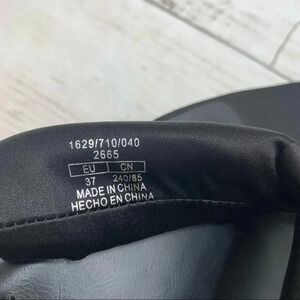 1629/710/040
2665
EU CN
37 240/85
MADE IN CHINA
HECHO EN CHINA